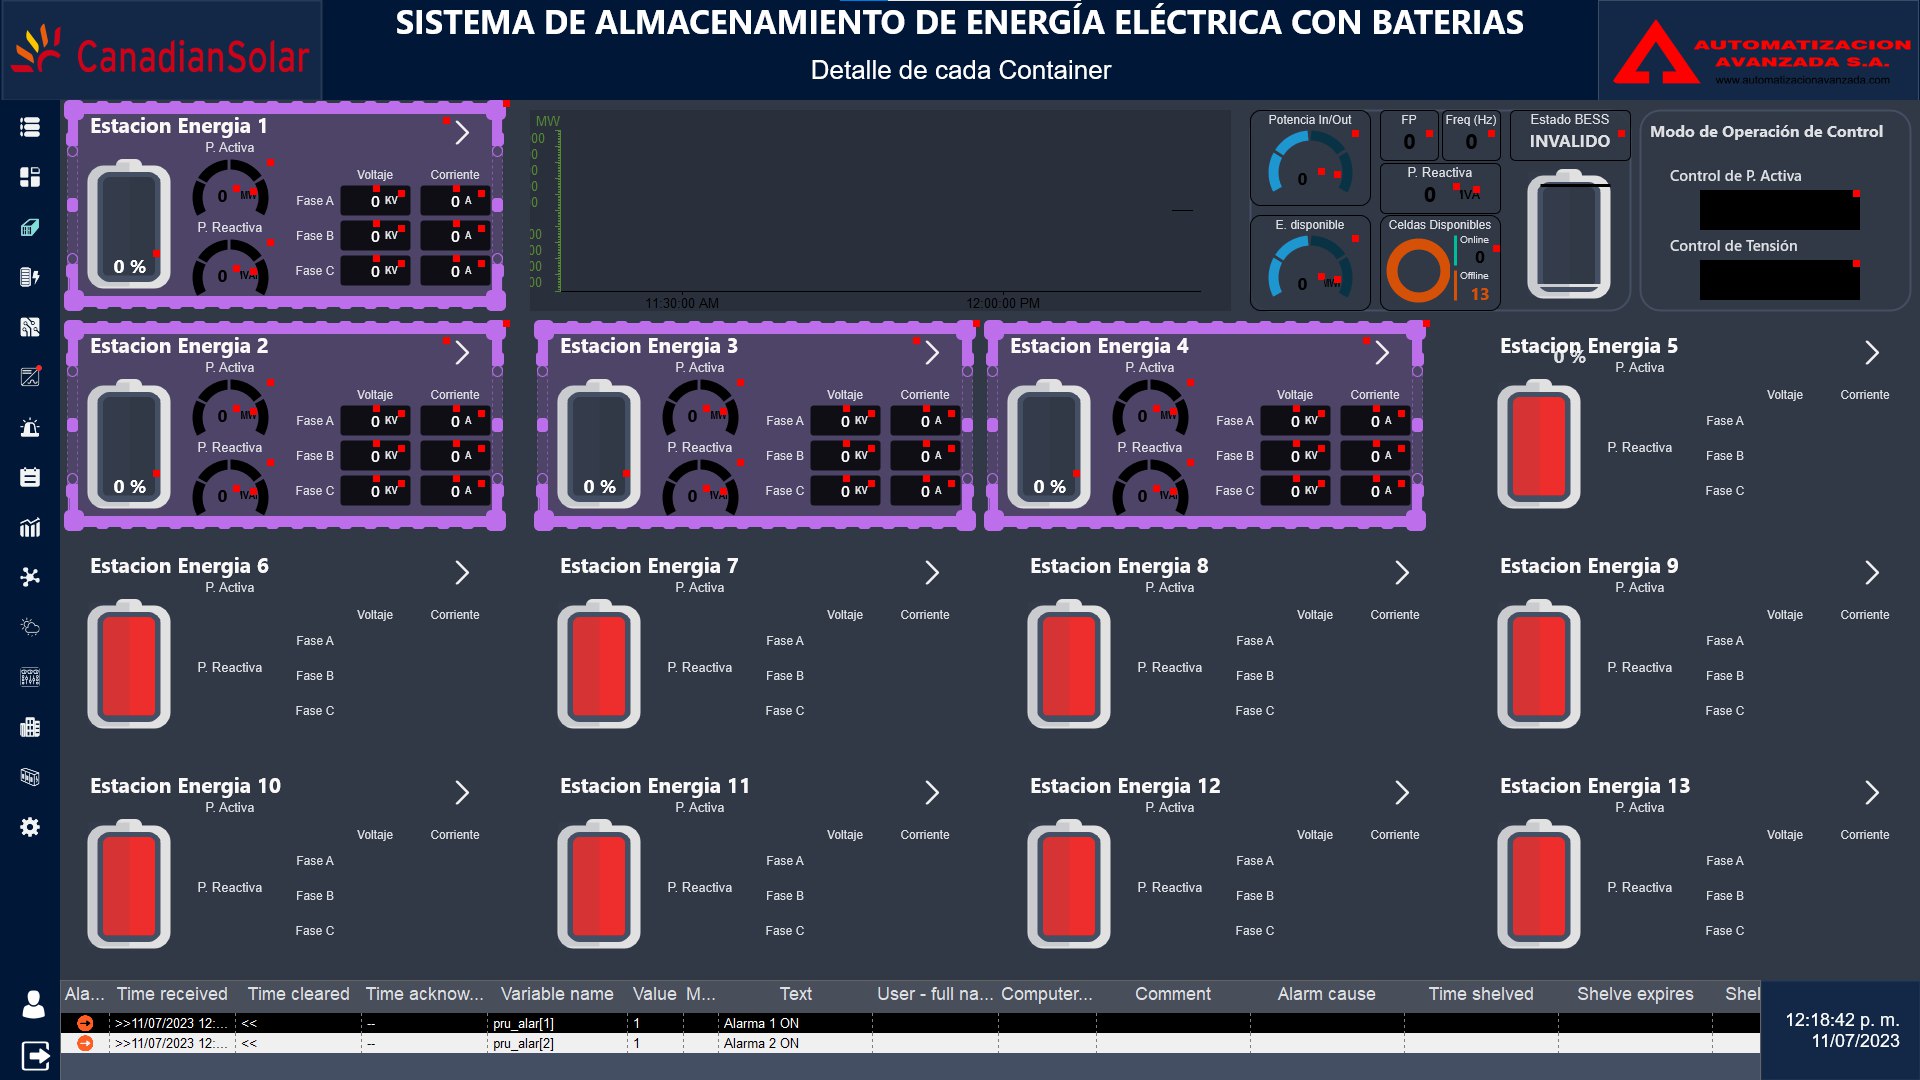 CanadianSolar
SISTEMA DE ALMACENAMIENTO DE ENERGÍA ELÉCTRICA CON BATERIAS
Detalle de cada Container
AUTOMATIZACION
AVANZADA S.A.
www.automatizacionavanzada.com
Estacion Energia 1
P. Activa
Voltaje Corriente
0 MW
Fase A 0 KV 0 A
P. Reactiva
Fase B 0 KV 0 A
Fase C 0 KV 0 A
0
0 %
MW
11:30:00 AM 12:00:00 PM
Potencia In/Out
0
FP
0
Freq (Hz)
0
P. Reactiva
0
Estado BESS
INVALIDO
E. disponible
0
Celdas Disponibles
Online
0
Offline
13
Modo de Operación de Control
Control de P. Activa
Control de Tensión
Estacion Energia 2
P. Activa
Voltaje Corriente
0 MW
Fase A 0 KV 0 A
P. Reactiva
Fase B 0 KV 0 A
Fase C 0 KV 0 A
0
0 %
Estacion Energia 3
P. Activa
Voltaje Corriente
0 MW
Fase A 0 KV 0 A
P. Reactiva
Fase B 0 KV 0 A
Fase C 0 KV 0 A
0
0 %
Estacion Energia 4
P. Activa
Voltaje Corriente
0 MW
Fase A 0 KV 0 A
P. Reactiva
Fase B 0 KV 0 A
Fase C 0 KV 0 A
0
0 %
Estacion Energia 5
0 %
P. Activa
Voltaje Corriente
Fase A
P. Reactiva
Fase B
Fase C
Estacion Energia 6
P. Activa
Voltaje Corriente
Fase A
P. Reactiva
Fase B
Fase C
Estacion Energia 7
P. Activa
Voltaje Corriente
Fase A
P. Reactiva
Fase B
Fase C
Estacion Energia 8
P. Activa
Voltaje Corriente
Fase A
P. Reactiva
Fase B
Fase C
Estacion Energia 9
P. Activa
Voltaje Corriente
Fase A
P. Reactiva
Fase B
Fase C
Estacion Energia 10
P. Activa
Voltaje Corriente
Fase A
P. Reactiva
Fase B
Fase C
Estacion Energia 11
P. Activa
Voltaje Corriente
Fase A
P. Reactiva
Fase B
Fase C
Estacion Energia 12
P. Activa
Voltaje Corriente
Fase A
P. Reactiva
Fase B
Fase C
Estacion Energia 13
P. Activa
Voltaje Corriente
Fase A
P. Reactiva
Fase B
Fase C
Ala... Time received Time cleared Time acknow... Variable name Value M... Text User - full na... Computer... Comment Alarm cause Time shelved Shelve expires Shel
>>11/07/2023 12:... << -- pru_alar[1] 1 Alarma 1 ON
>>11/07/2023 12:... << -- pru_alar[2] 1 Alarma 2 ON
12:18:42 p. m.
11/07/2023